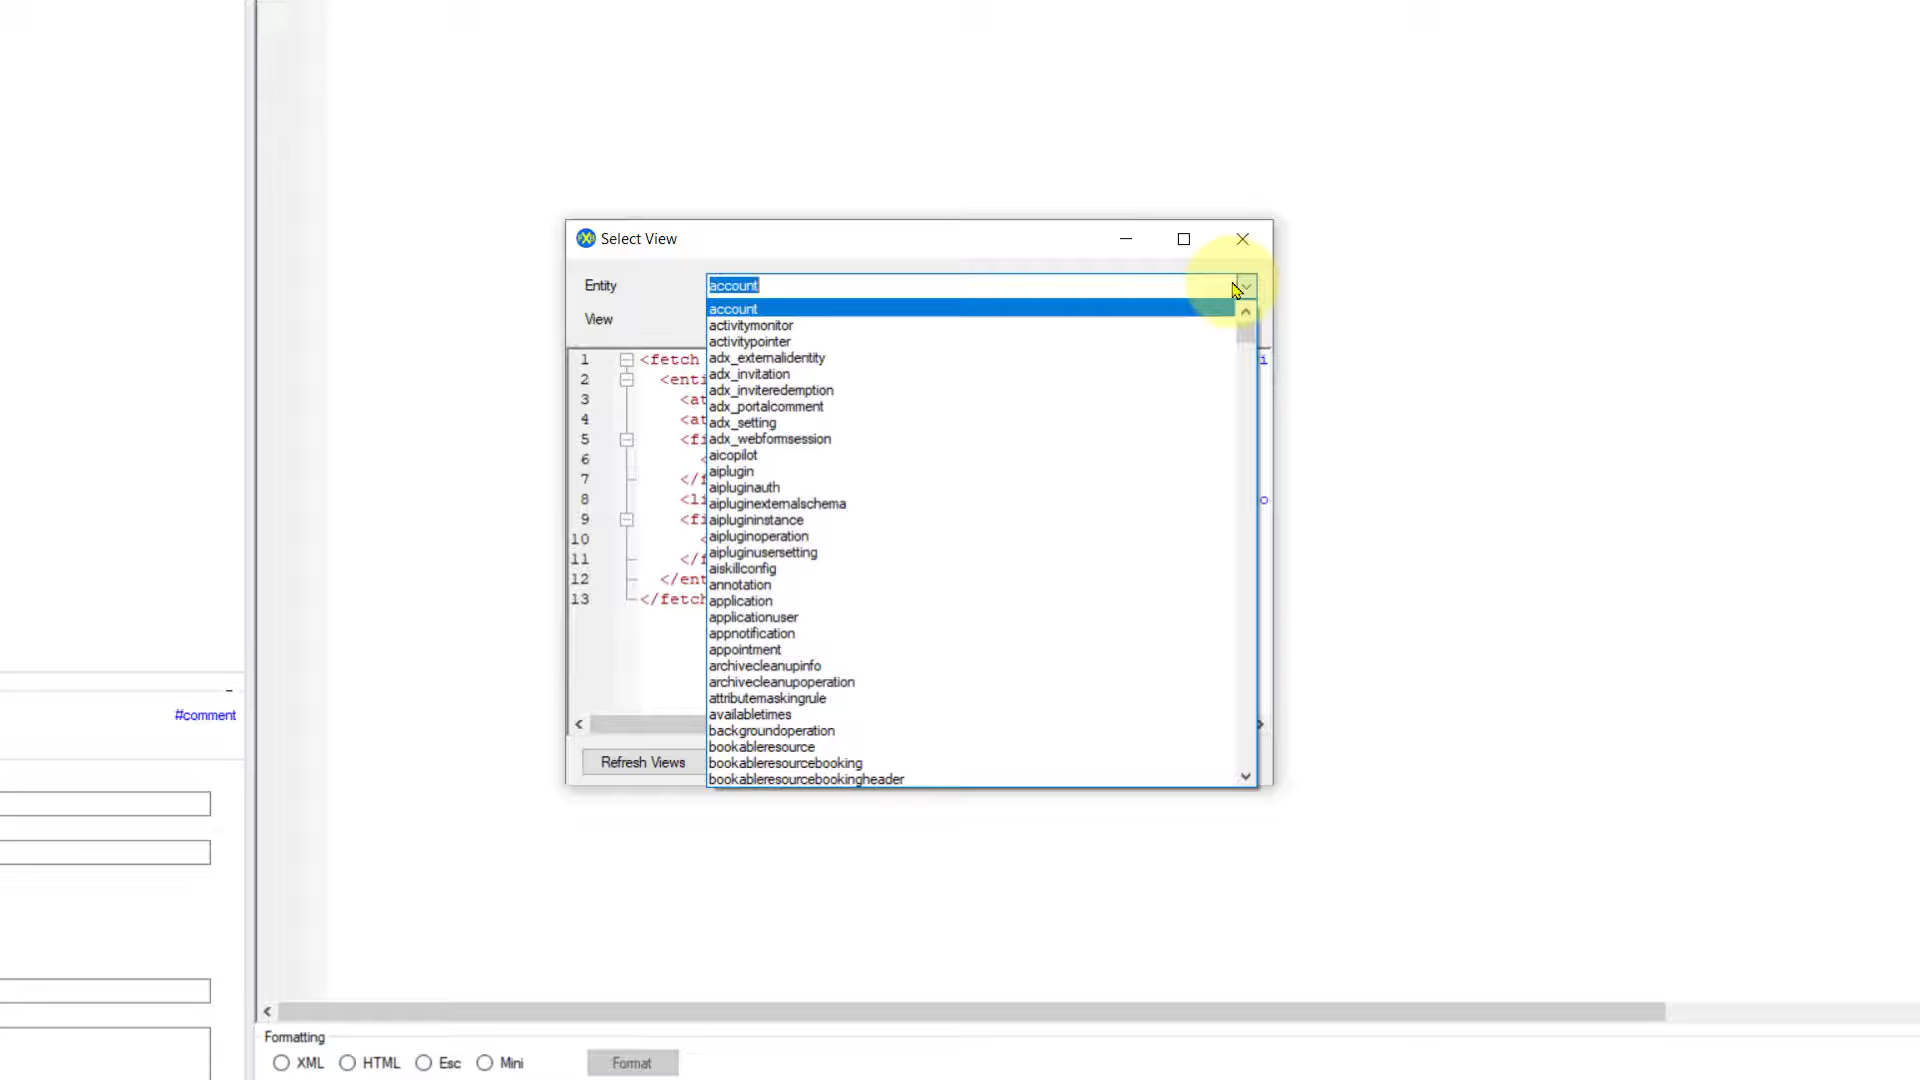 Select View
Entity
account
View
account
activitymonitor
activitypointer
adx_externalidentity
adx_invitation
adx_inviteredemption
adx_portalcomment
adx_setting
adx_webformsession
aicopilot
aiplugin
aipluginauth
aipluginexternalschema
aiplugininstance
aipluginoperation
aipluginusersetting
aiskillconfig
annotation
application
applicationuser
appnotification
appointment
archivecleanupinfo
archivecleanupoperation
attributemaskingrule
availabletimes
backgroundoperation
bookableresource
bookableresourcebooking
bookableresourcebookingheader
1 <fetch i
2 <enti
3 <at
4 <at
5 <fi
6 <
7 </f
8 <li o
9 <fi
10 <
11 </f
12 </ent
13 </fetch
Refresh Views
#comment
Formatting
XML HTML Esc Mini Format